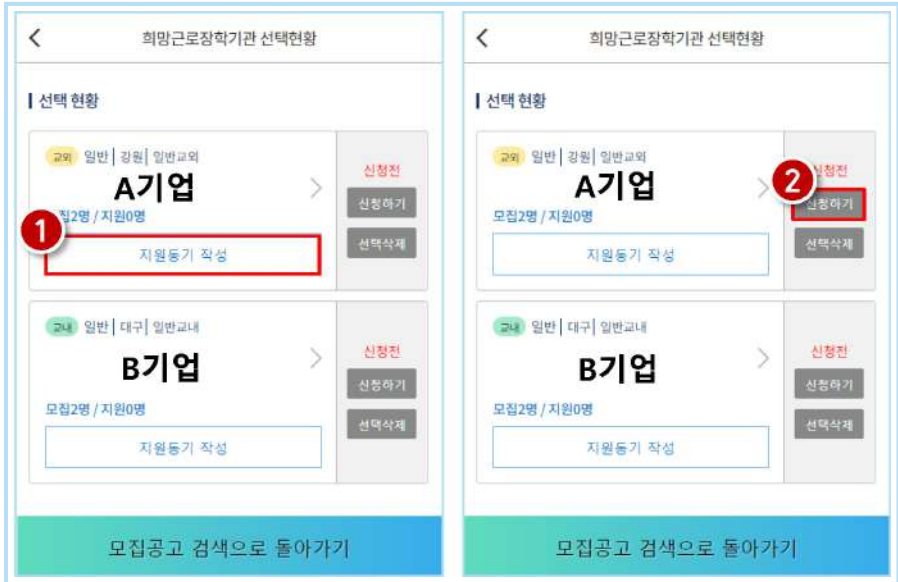 희망근로장학기관 선택현황
선택 현황
교외 일반 | 강원 | 일반교외
A기업
모집2명 / 지원0명
1
지원동기 작성
신청전
신청하기
선택삭제
교내 일반 | 대구 | 일반교내
B기업
모집2명 / 지원0명
지원동기 작성
신청전
신청하기
선택삭제
모집공고 검색으로 돌아가기
희망근로장학기관 선택현황
선택 현황
교외 일반 | 강원 | 일반교외
A기업
모집2명 / 지원0명
지원동기 작성
2
신청전
신청하기
선택삭제
교내 일반 | 대구 | 일반교내
B기업
모집2명 / 지원0명
지원동기 작성
신청전
신청하기
선택삭제
모집공고 검색으로 돌아가기